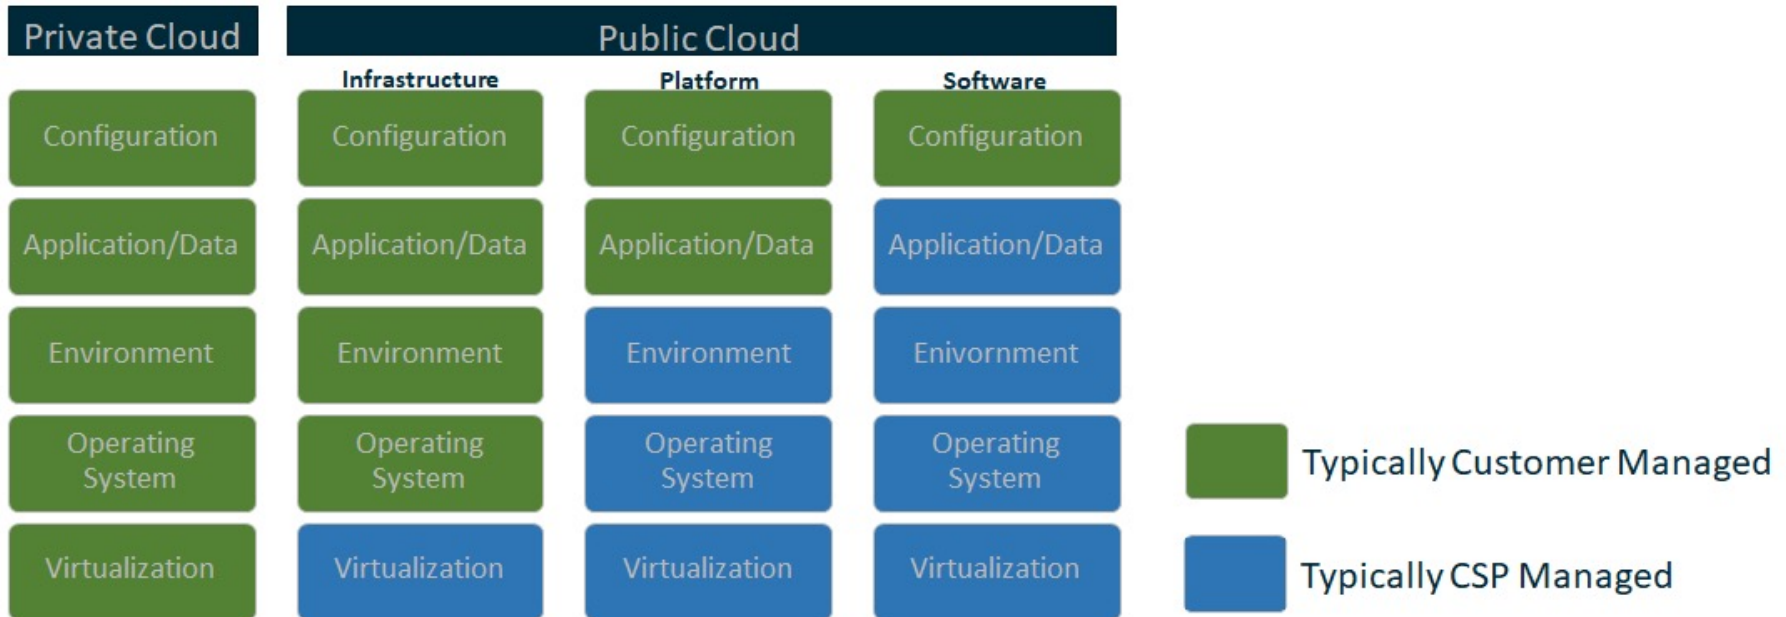 Private Cloud
Public Cloud
Infrastructure
Platform
Software
Configuration
Configuration
Configuration
Configuration
Application/Data
Application/Data
Application/Data
Application/Data
Environment
Environment
Environment
Enivornment
Operating
System
Operating
System
Operating
System
Operating
System
Virtualization
Virtualization
Virtualization
Virtualization
Typically Customer Managed
Typically CSP Managed